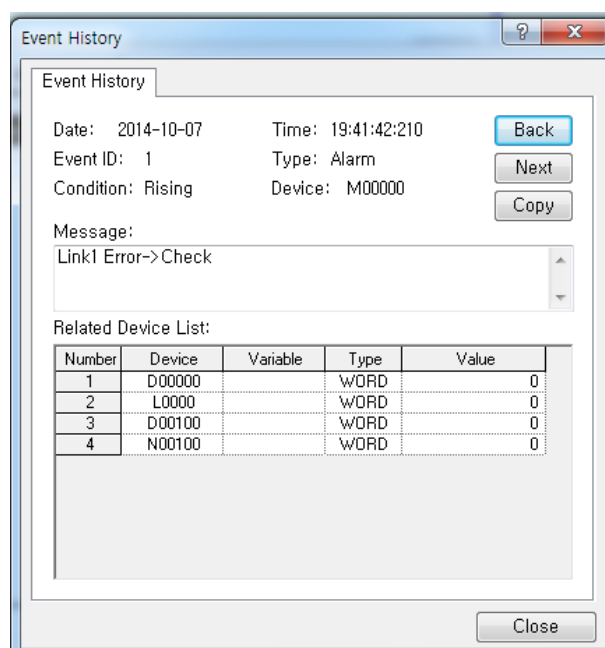 Event History
Event History
Date: 2014-10-07 Time: 19:41:42:210 Back
Event ID: 1 Type: Alarm Next
Condition: Rising Device: M00000 Copy
Message:
Link1 Error->Check
Related Device List:
Number Device Variable Type Value
1 D00000 WORD 0
2 L0000 WORD 0
3 D00100 WORD 0
4 N00100 WORD 0
Close